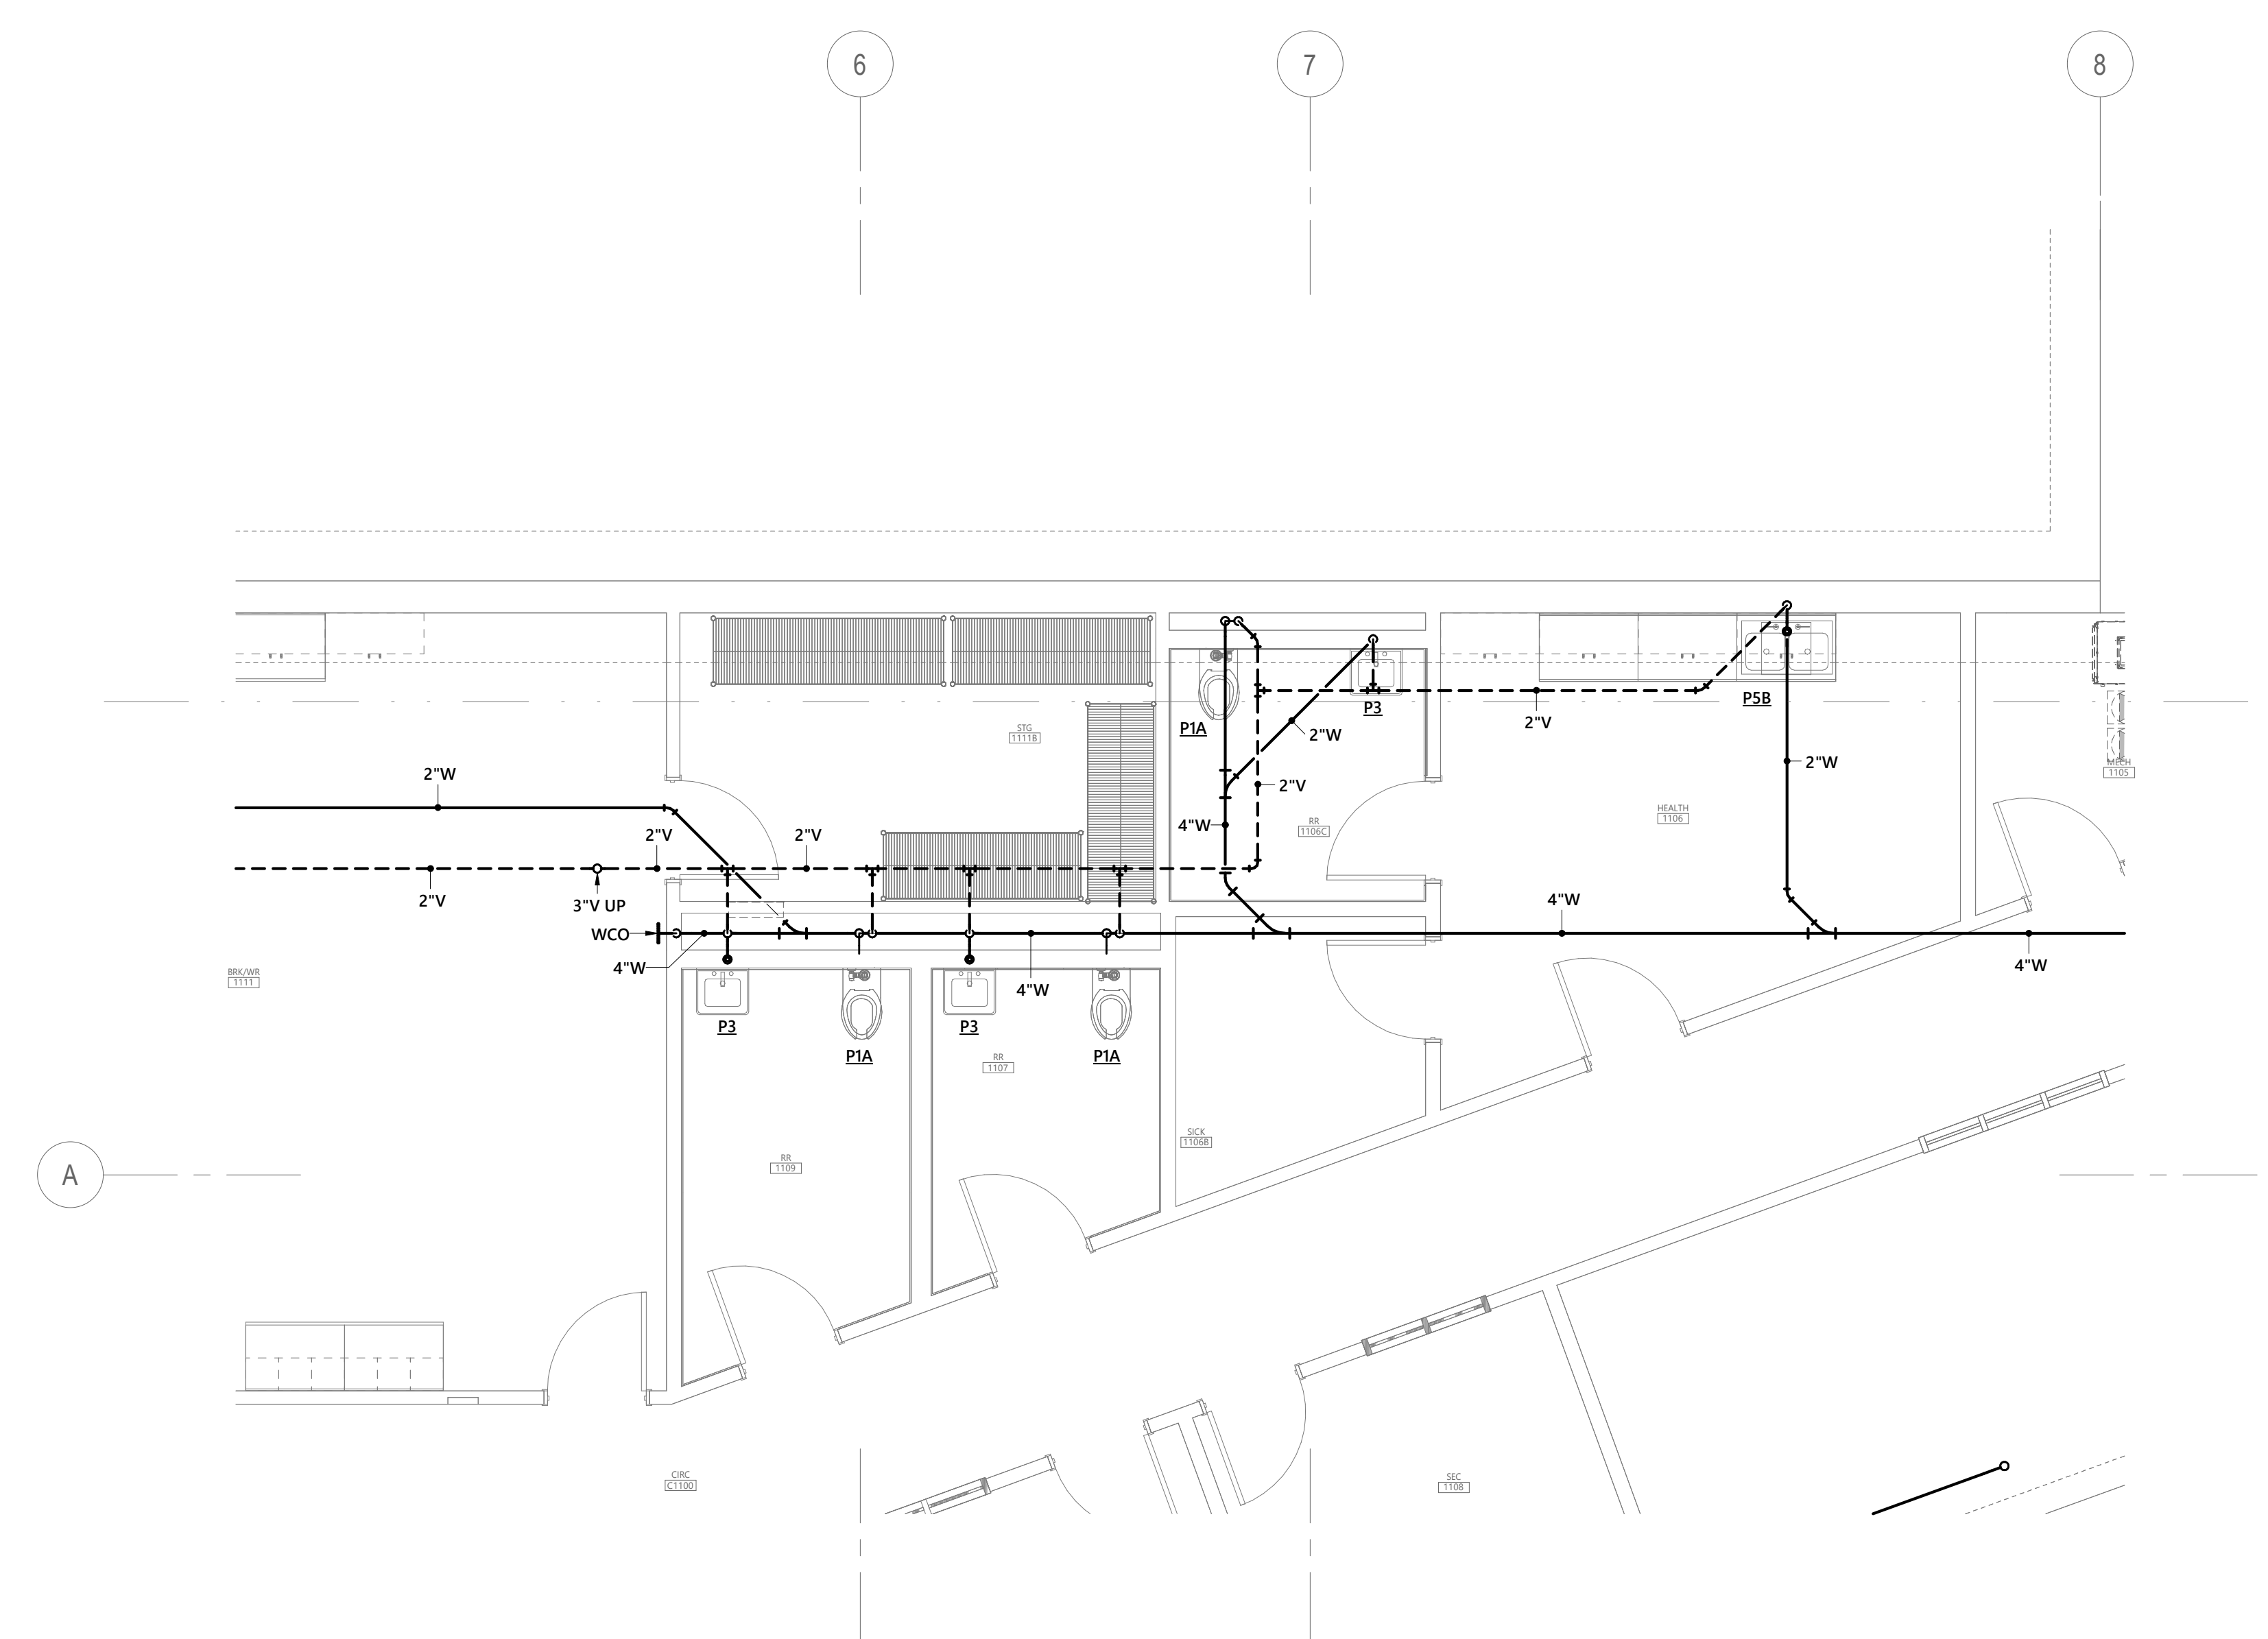 6
7
8
P1A
P3
P5B
2"V
2"W
STG
1111B
2"W
2"W
MECH
1105
2"V
4"W
RR
1106C
HEALTH
1106
2"V
2"V
2"V
3"V UP
4"W
WCO
4"W
4"W
4"W
BRK/WR
1111
P3
P1A
P3
P1A
RR
1107
SICK
1106B
RR
1109
A
CIRC
C1100
SEC
1108